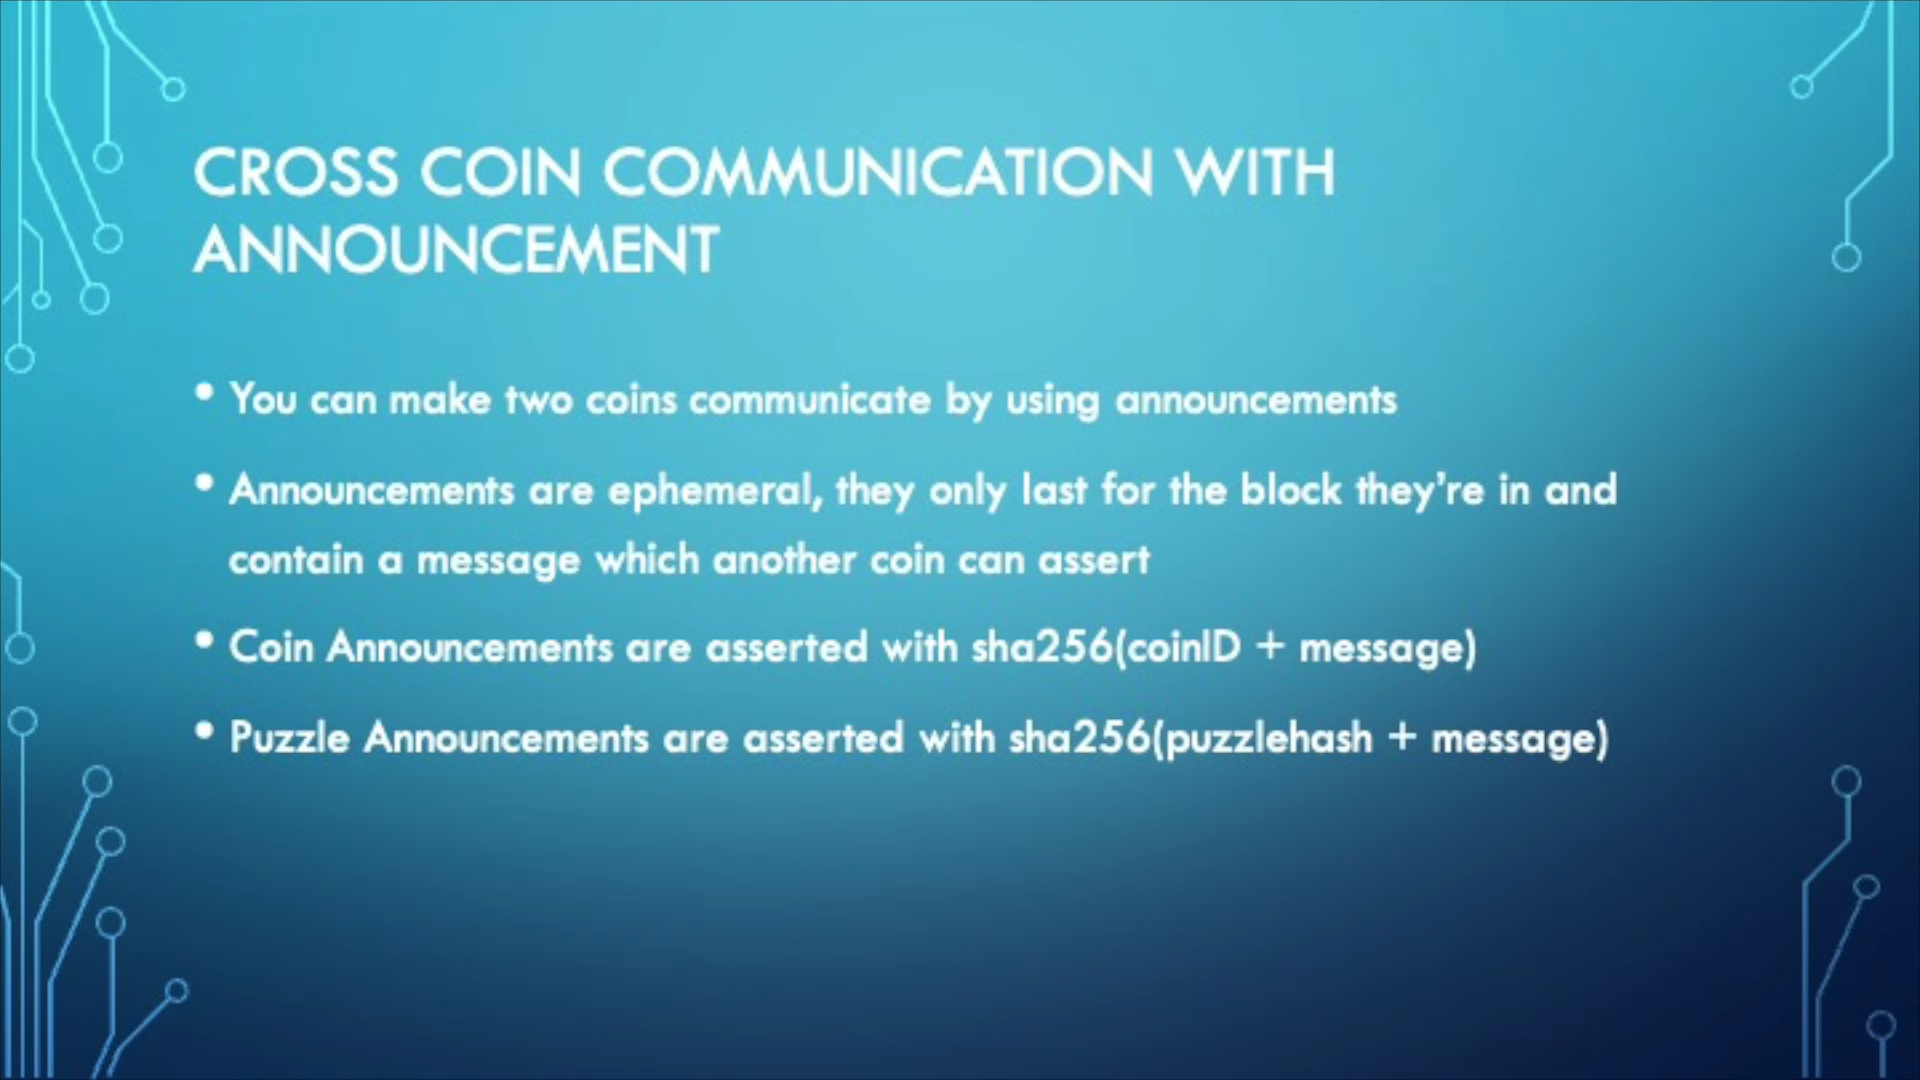 CROSS COIN COMMUNICATION WITH
ANNOUNCEMENT
• You can make two coins communicate by using announcements
• Announcements are ephemeral, they only last for the block they're in and
contain a message which another coin can assert
• Coin Announcements are asserted with sha256(coinID + message)
• Puzzle Announcements are asserted with sha256(puzzlehash + message)